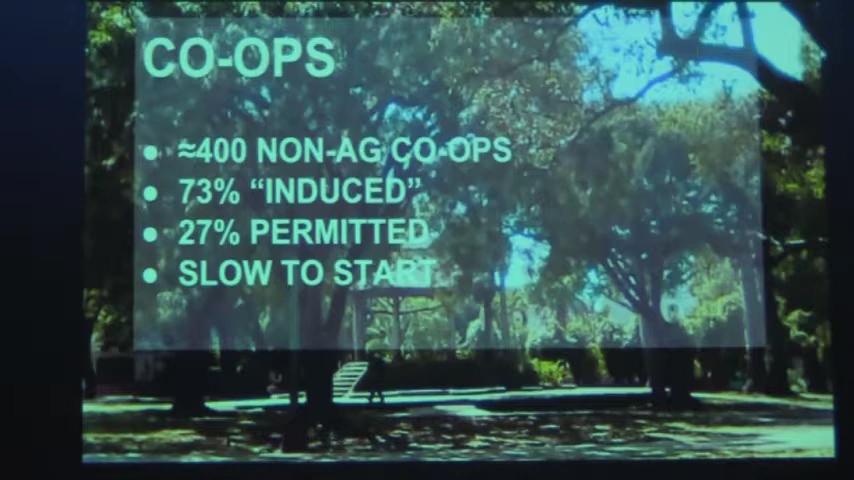 CO-OPS
• ≈400 NON-AG CO-OPS
• 73% “INDUCED”
• 27% PERMITTED
• SLOW TO START